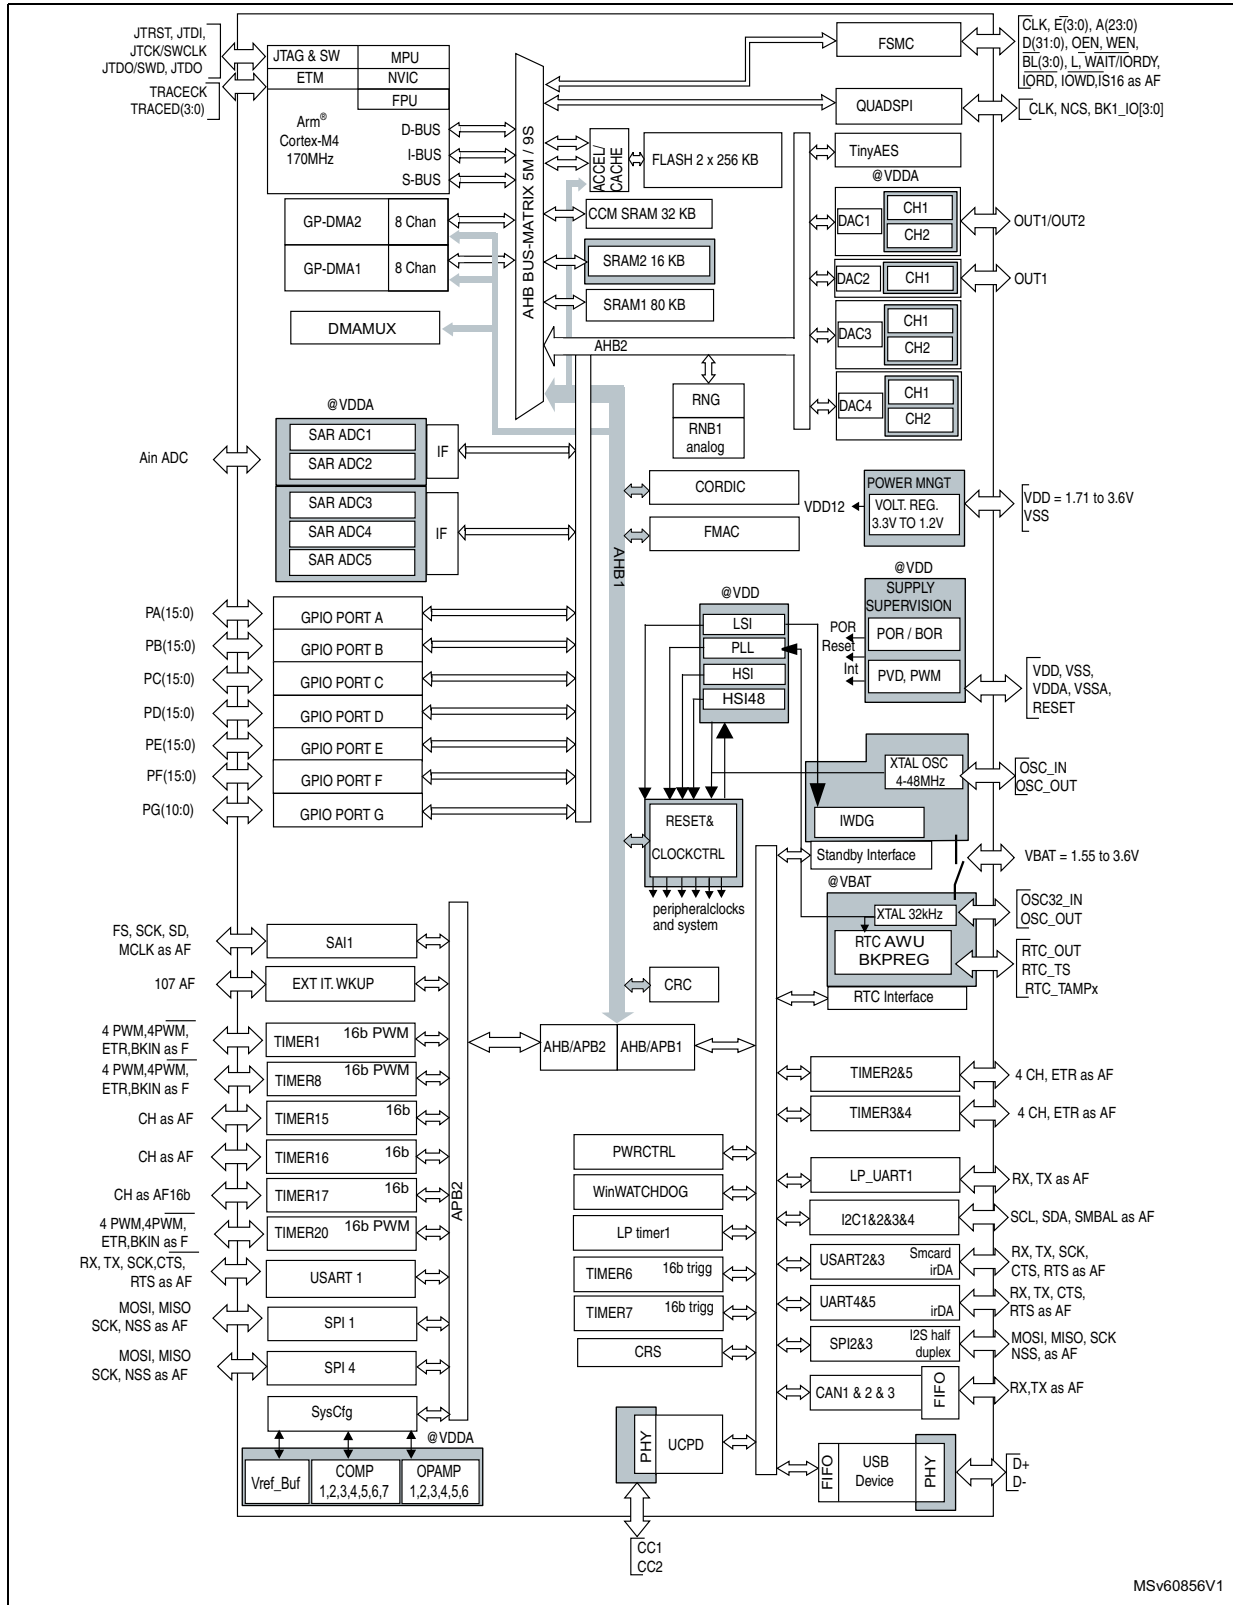 JTRST, JTDI,
JTCK/SWCLK
JTDO/SWD, JTDO
TRACECK
TRACED(3:0)
JTAG & SW
MPU
ETM
NVIC
FPU
Arm®
Cortex-M4
170MHz
D-BUS
I-BUS
S-BUS
GP-DMA2
8 Chan
GP-DMA1
8 Chan
DMAMUX
AHB BUS-MATRIX 5M / 9S
FSMC
CLK, E(3:0), A(23:0)
D(31:0), OEN, WEN,
BL(3:0), L, WAIT/IORDY,
IORD, IOWD,IS16 as AF
QUADSPI
CLK, NCS, BK1_IO[3:0]
ACCEL/
CACHE
FLASH 2 x 256 KB
CCM SRAM 32 KB
SRAM2 16 KB
SRAM1 80 KB
AHB2
RNG
RNB1
analog
TinyAES
@VDDA
DAC1
CH1
CH2
OUT1/OUT2
DAC2
CH1
OUT1
DAC3
CH1
CH2
DAC4
CH1
CH2
@VDDA
Ain ADC
SAR ADC1
SAR ADC2
IF
SAR ADC3
SAR ADC4
SAR ADC5
IF
CORDIC
FMAC
AHB1
POWER MNGT
VDD12
VOLT. REG.
3.3V TO 1.2V
VDD = 1.71 to 3.6V
VSS
@VDD
SUPPLY
SUPERVISION
POR / BOR
PVD, PWM
POR
Reset
Int
VDD, VSS,
VDDA, VSSA,
RESET
@VDD
LSI
PLL
HSI
HSI48
PA(15:0)
GPIO PORT A
PB(15:0)
GPIO PORT B
PC(15:0)
GPIO PORT C
PD(15:0)
GPIO PORT D
PE(15:0)
GPIO PORT E
PF(15:0)
GPIO PORT F
PG(10:0)
GPIO PORT G
RESET&
CLOCKCTRL
peripheralclocks
and system
XTAL OSC
4-48MHz
OSC_IN
OSC_OUT
IWDG
Standby Interface
VBAT = 1.55 to 3.6V
@VBAT
XTAL 32kHz
OSC32_IN
OSC_OUT
RTC AWU
BKPREG
RTC_OUT
RTC_TS
RTC_TAMPx
RTC Interface
CRC
AHB/APB2
AHB/APB1
FS, SCK, SD,
MCLK as AF
SAI1
107 AF
EXT IT. WKUP
4 PWM,4PWM,
ETR,BKIN as F
TIMER1
16b PWM
4 PWM,4PWM,
ETR,BKIN as F
TIMER8
16b PWM
CH as AF
TIMER15
16b
CH as AF
TIMER16
16b
CH as AF16b
TIMER17
16b
4 PWM,4PWM,
ETR,BKIN as F
TIMER20
16b PWM
RX, TX, SCK,CTS,
RTS as AF
USART 1
MOSI, MISO
SCK, NSS as AF
SPI 1
MOSI, MISO
SCK, NSS as AF
SPI 4
SysCfg
@VDDA
Vref_Buf
COMP
1,2,3,4,5,6,7
OPAMP
1,2,3,4,5,6
APB2
PWRCTRL
WinWATCHDOG
LP timer1
TIMER6
16b trigg
TIMER7
16b trigg
CRS
PHY
UCPD
CC1
CC2
TIMER2&5
4 CH, ETR as AF
TIMER3&4
4 CH, ETR as AF
LP_UART1
RX, TX as AF
I2C1&2&3&4
SCL, SDA, SMBAL as AF
USART2&3
Smcard
irDA
RX, TX, SCK,
CTS, RTS as AF
UART4&5
irDA
RX, TX, CTS,
RTS as AF
SPI2&3
I2S half
duplex
MOSI, MISO, SCK
NSS, as AF
CAN1 & 2 & 3
FIFO
RX,TX as AF
FIFO
USB
Device
PHY
D+
D-
MSv60856V1